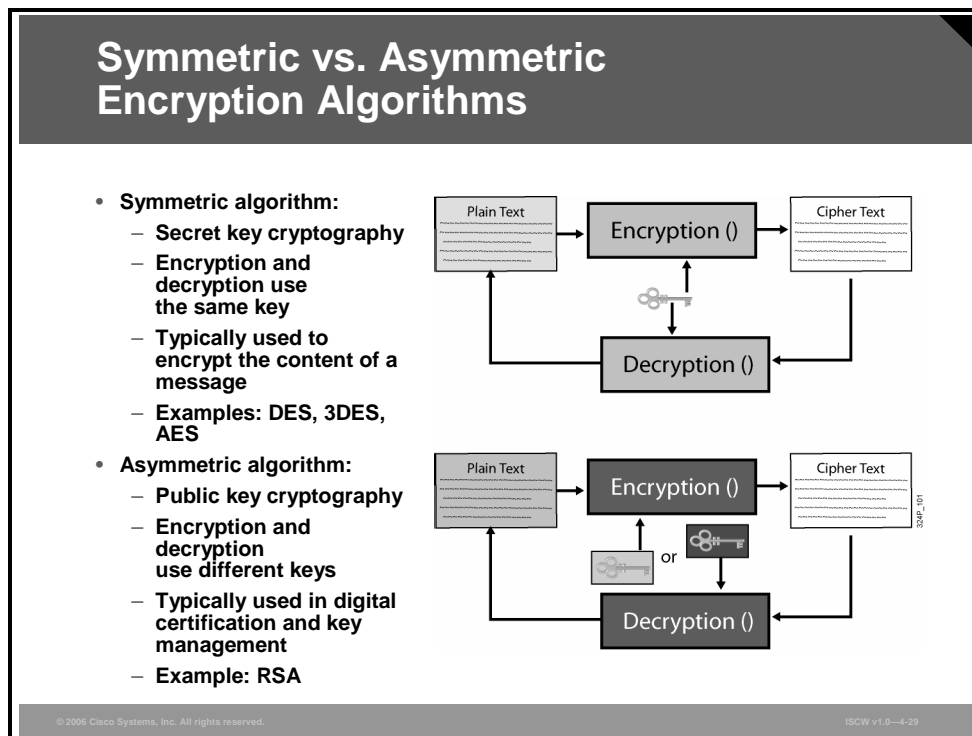 Symmetric vs. Asymmetric
Encryption Algorithms
• Symmetric algorithm:
– Secret key cryptography
– Encryption and
decryption use
the same key
– Typically used to
encrypt the content of a
message
– Examples: DES, 3DES,
AES
• Asymmetric algorithm:
– Public key cryptography
– Encryption and
decryption
use different keys
– Typically used in digital
certification and key
management
– Example: RSA
Plain Text
Encryption ()
Cipher Text
Decryption ()
Plain Text
Encryption ()
Cipher Text
or
Decryption ()
324P_101
© 2006 Cisco Systems, Inc. All rights reserved.
ISCW v1.0—4-29